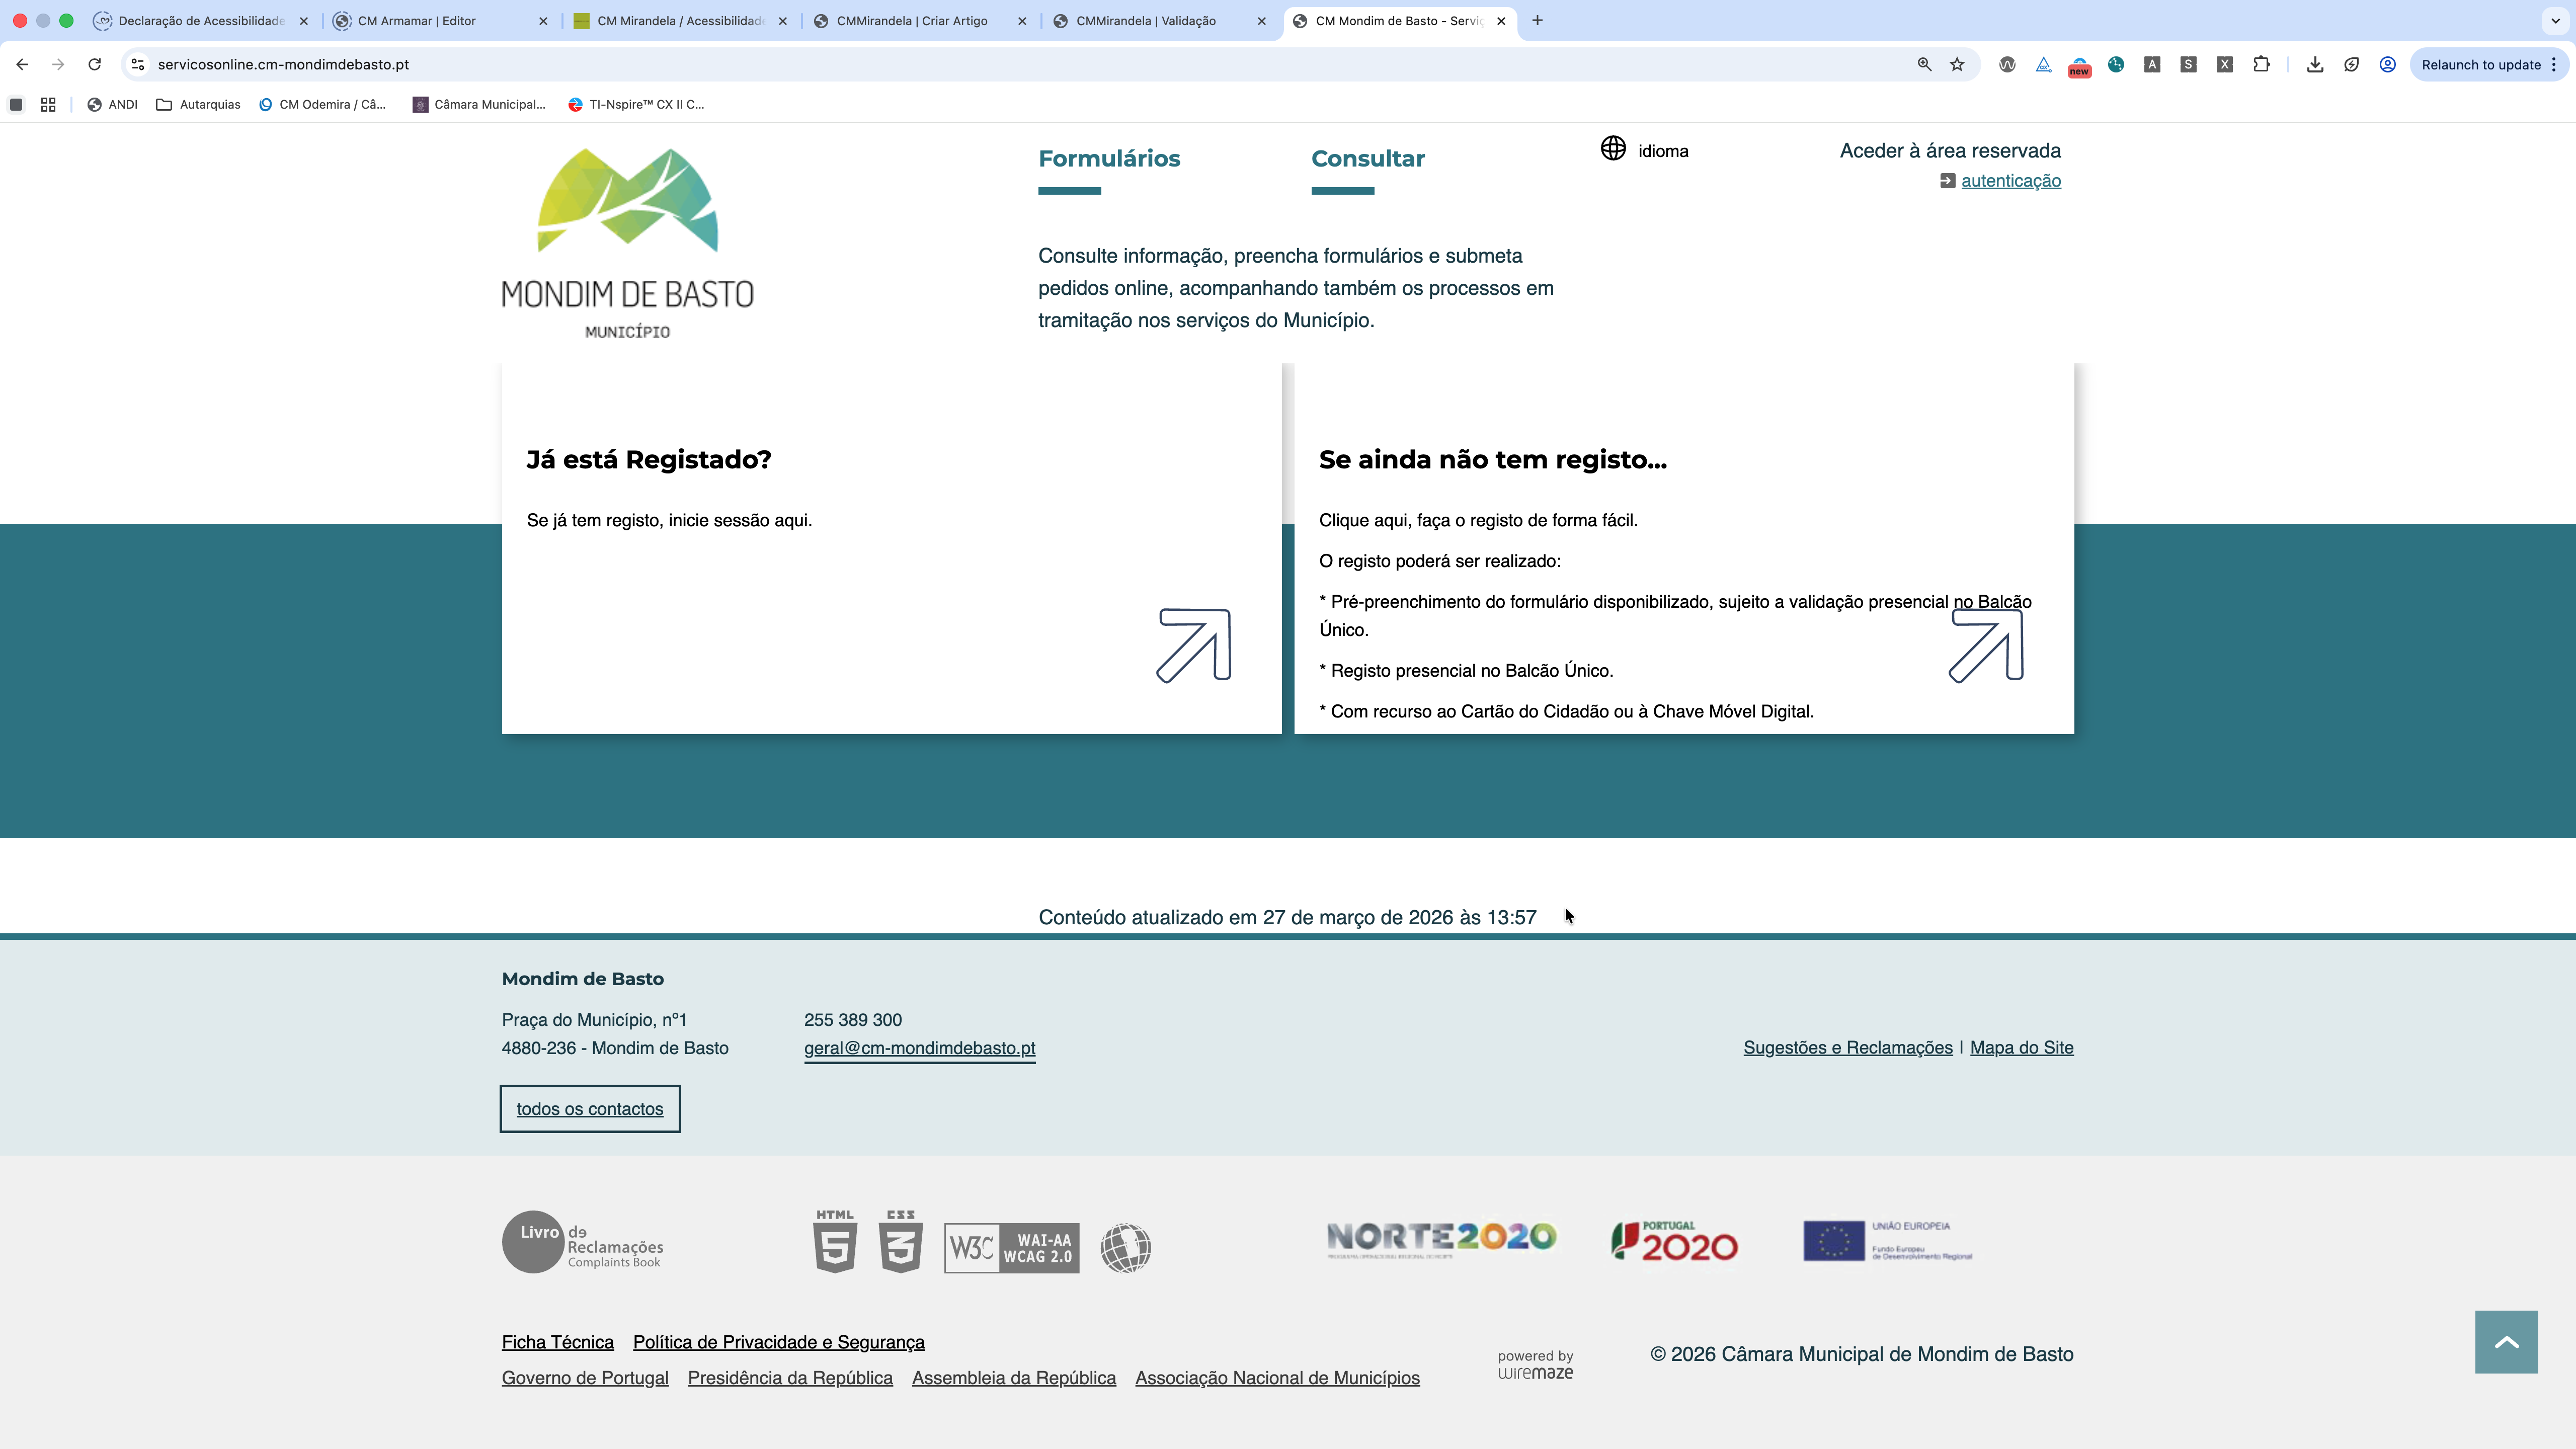 Declaração de Acessibilidade
CM Armamar | Editor
CM Mirandela / Acessibilidade
CMMirandela | Criar Artigo
CMMirandela | Validação
CM Mondim de Basto - Serviç
servicosonline.cm-mondimdebasto.pt
new
A
S
X
Relaunch to update
ANDI
Autarquias
CM Odemira / Câ...
Câmara Municipal...
TI-Nspire™ CX II C...
MONDIM DE BASTO
MUNICÍPIO
Formulários
Consultar
idioma
Aceder à área reservada
autenticação
Consulte informação, preencha formulários e submeta
pedidos online, acompanhando também os processos em
tramitação nos serviços do Município.
Já está Registado?
Se já tem registo, inicie sessão aqui.
Se ainda não tem registo...
Clique aqui, faça o registo de forma fácil.
O registo poderá ser realizado:
* Pré-preenchimento do formulário disponibilizado, sujeito a validação presencial no Balcão
Único.
* Registo presencial no Balcão Único.
* Com recurso ao Cartão do Cidadão ou à Chave Móvel Digital.
Conteúdo atualizado em 27 de março de 2026 às 13:57
Mondim de Basto
Praça do Município, nº1
4880-236 - Mondim de Basto
255 389 300
geral@cm-mondimdebasto.pt
todos os contactos
Sugestões e Reclamações | Mapa do Site
Livro de
Reclamações
Complaints Book
HTML
5
CSS
3
W3C WAI-AA
WCAG 2.0
NORTE2020
PORTUGAL
2020
UNIÃO EUROPEIA
Fundo Europeu
de Desenvolvimento Regional
Ficha Técnica Política de Privacidade e Segurança
Governo de Portugal Presidência da República Assembleia da República Associação Nacional de Municípios
powered by
wiremaze
© 2026 Câmara Municipal de Mondim de Basto